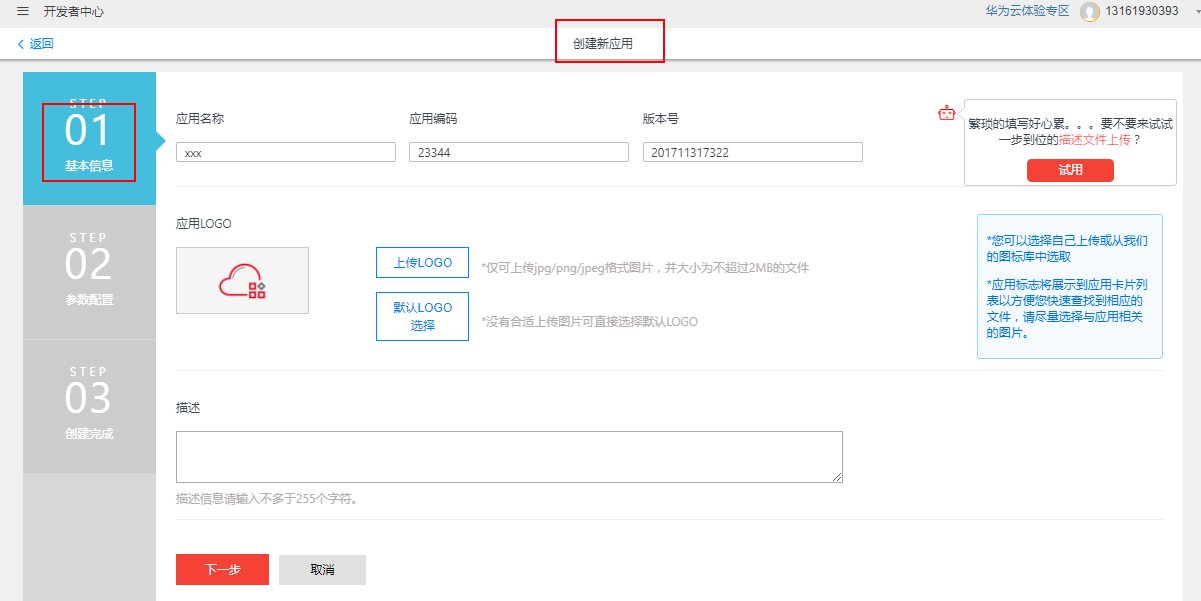 开发者中心
华为云体验专区
13161930393
返回
创建新应用
STEP
01
基本信息
STEP
02
参数配置
STEP
03
创建完成
应用名称
应用编码
版本号
xxx
23344
201711317322
繁琐的填写好心累。。。要不要来试试
一步到位的描述文件上传？
试用
应用LOGO
上传LOGO
*仅可上传jpg/png/jpeg格式图片，并大小为不超过2MB的文件
默认LOGO
选择
*没有合适上传图片可直接选择默认LOGO
*您可以选择自己上传或从我们
的图标库中选取
*应用标志将展示到应用卡片列
表以方便您快速查找到相应的
文件，请尽量选择与应用相关
的图片。
描述
描述信息请输入不多于255个字符。
下一步
取消